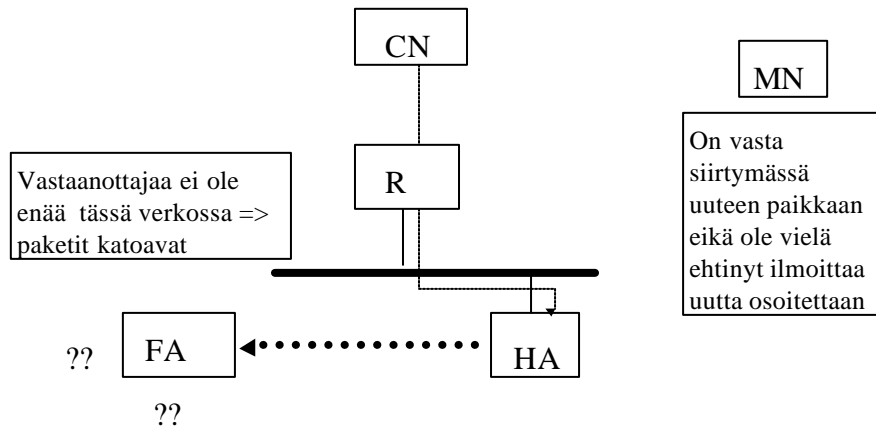 CN
MN
On vasta
siirtymässä
uuteen paikkaan
eikä ole vielä
ehtinyt ilmoittaa
uutta osoitettaan
R
Vastaanottajaa ei ole
enää tässä verkossa =>
paketit katoavat
?? FA
HA
??